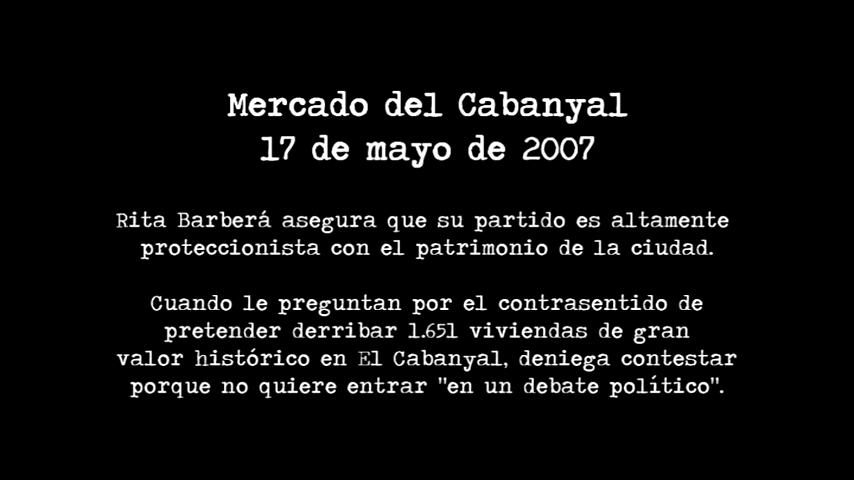 Mercado del Cabanyal
17 de mayo de 2007
Rita Barberá asegura que su partido es altamente
proteccionista con el patrimonio de la ciudad.
Cuando le preguntan por el contrasentido de
pretender derribar 1.651 viviendas de gran
valor histórico en El Cabanyal, deniega contestar
porque no quiere entrar "en un debate político".